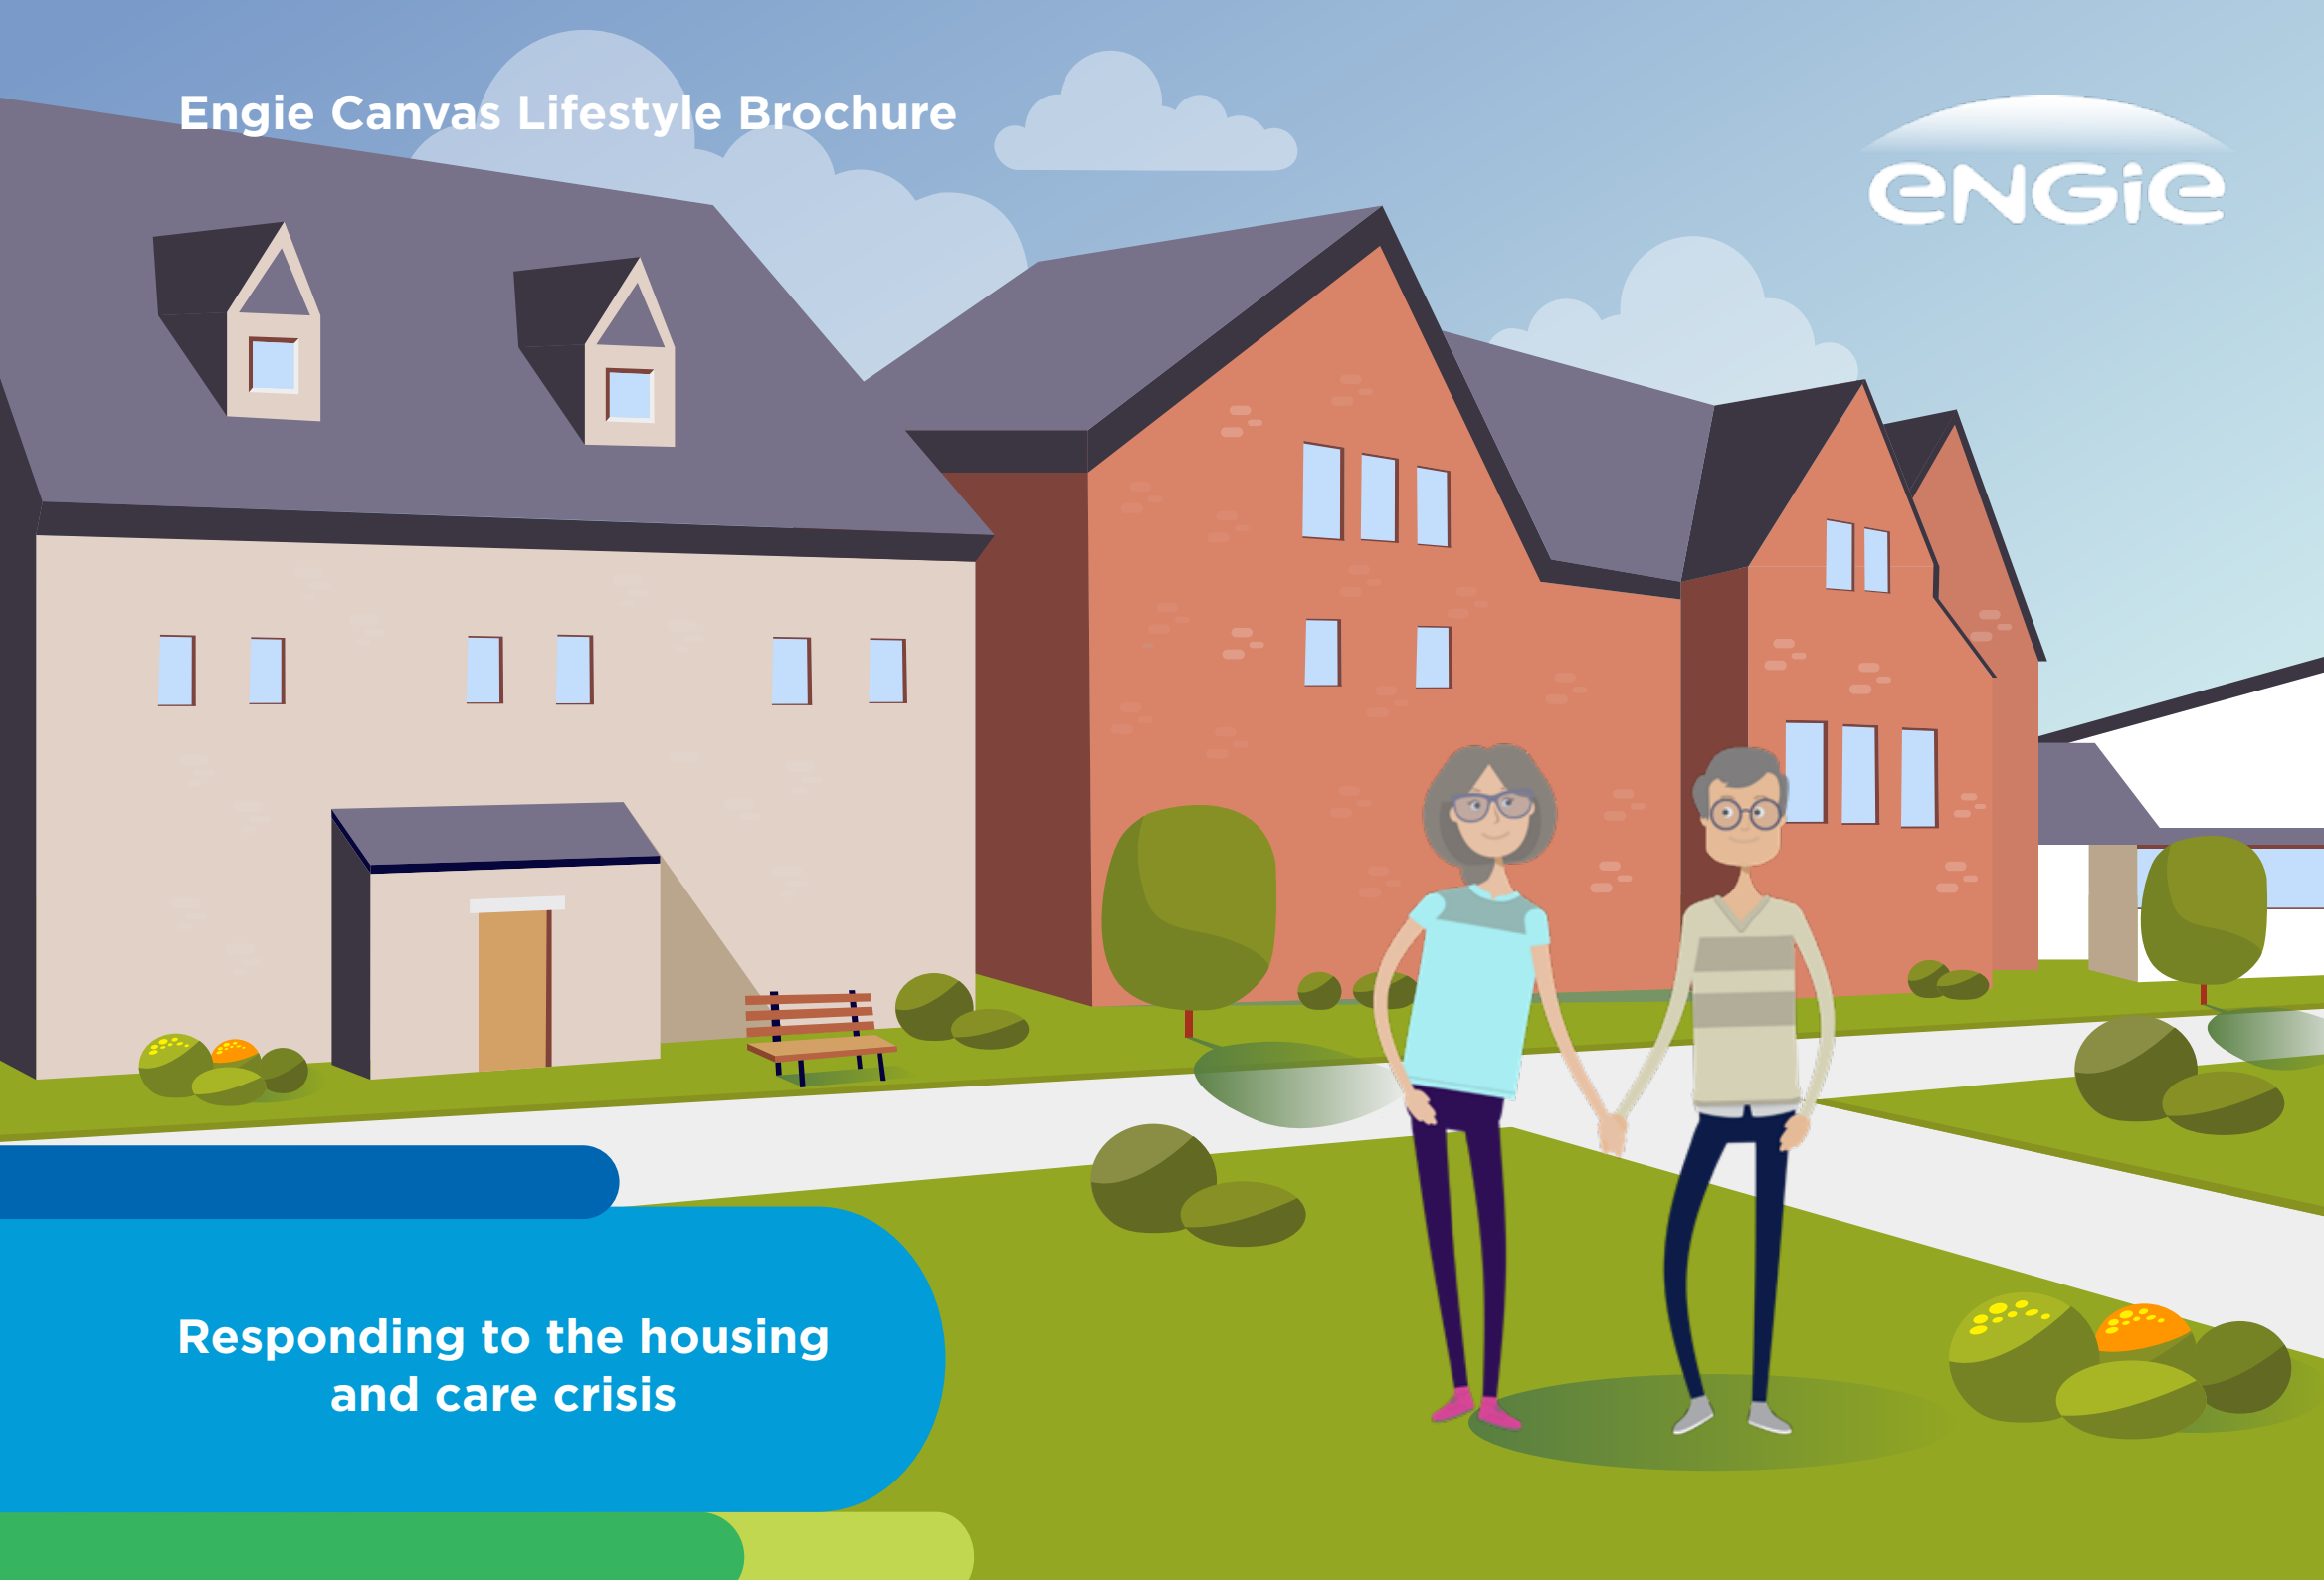 Engie Canvas Lifestyle Brochure
ENGIE
Responding to the housing
and care crisis